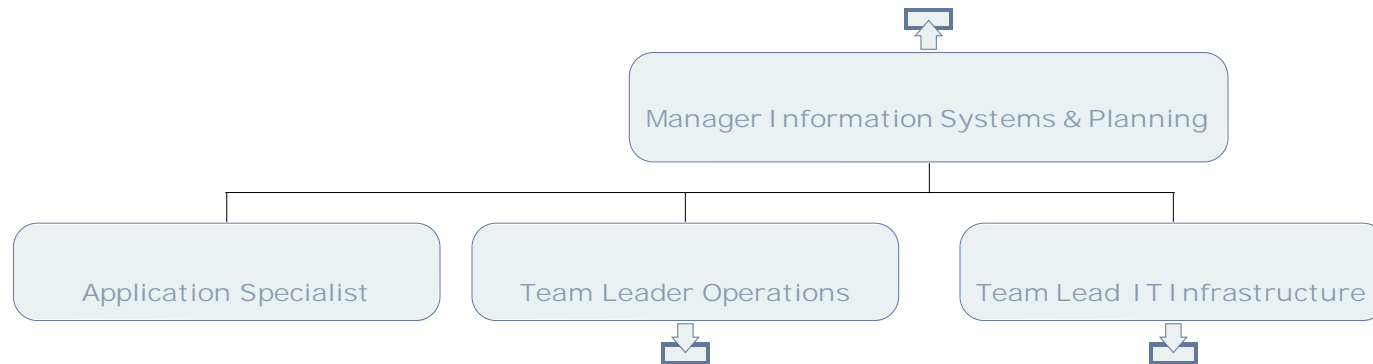 Manager Information Systems & Planning
Application Specialist
Team Leader Operations
Team Lead IT Infrastructure